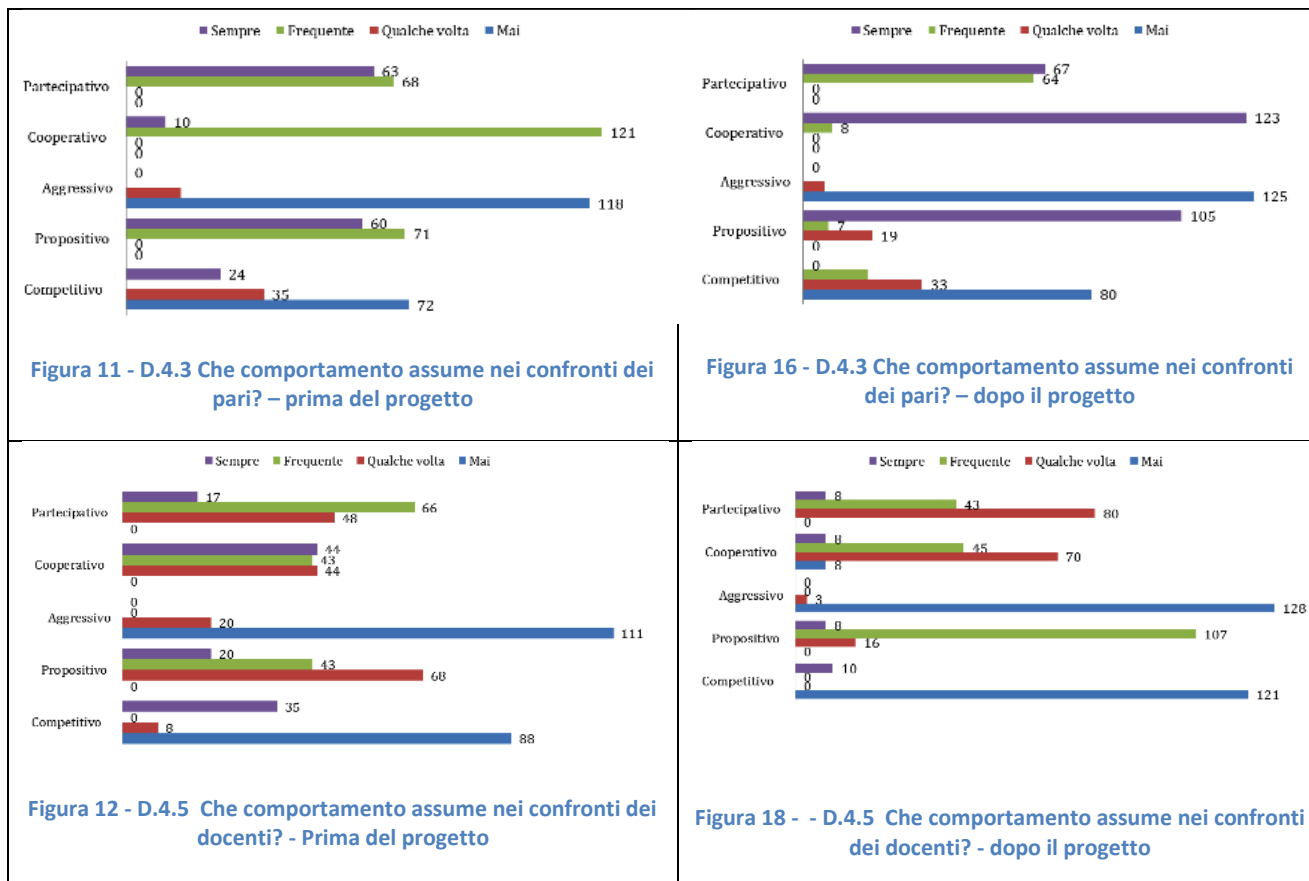 Sempre Frequente Qualche volta Mai
Partecipativo
63
68
0
0
Cooperativo
10
121
0
0
Aggressivo
0
118
Propositivo
60
71
0
0
Competitivo
24
35
72
Figura 11 - D.4.3 Che comportamento assume nei confronti dei
pari? – prima del progetto
Sempre Frequente Qualche volta Mai
Partecipativo
67
64
0
0
Cooperativo
123
8
0
0
Aggressivo
0
125
Propositivo
105
7
19
0
Competitivo
0
33
80
Figura 16 - D.4.3 Che comportamento assume nei confronti
dei pari? – dopo il progetto
Sempre Frequente Qualche volta Mai
Partecipativo
17
66
48
0
Cooperativo
44
43
44
0
Aggressivo
0
0
20
111
Propositivo
20
43
68
0
Competitivo
35
0
8
88
Figura 12 - D.4.5 Che comportamento assume nei confronti dei
docenti? - Prima del progetto
Sempre Frequente Qualche volta Mai
Partecipativo
8
43
80
0
Cooperativo
8
45
70
8
Aggressivo
0
0
3
128
Propositivo
8
107
16
0
Competitivo
10
0
0
121
Figura 18 - - D.4.5 Che comportamento assume nei confronti
dei docenti? - dopo il progetto